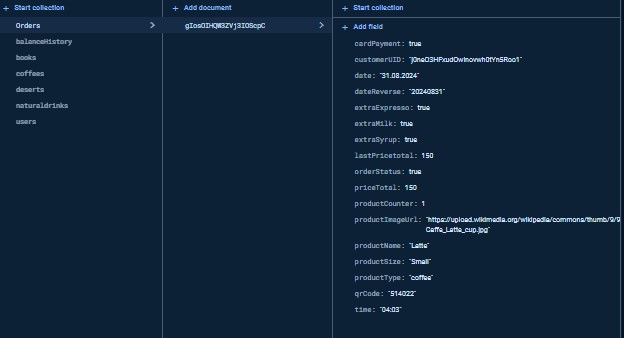 + Start collection
Orders
balanceHistory
books
coffees
deserts
naturaldrinks
users
+ Add document
gIosOIHQW3ZVj3IOScpC
+ Start collection
+ Add field
cardPayment: true
customerUID:
date: "31.08.2024"
dateReverse: "20240831"
extraExpresso: true
extraMilk: true
extraSyrup: true
lastPricetotal: 150
orderStatus: true
priceTotal: 150
productCounter: 1
productImageUrl: "https://upload.wikimedia.org/wikipedia/commons/thumb/9/9
Caffe_Latte_cup.jpg"
productName: "Latte"
productSize: "Small"
productType: "coffee"
qrCode: "514022"
time: "04:03"